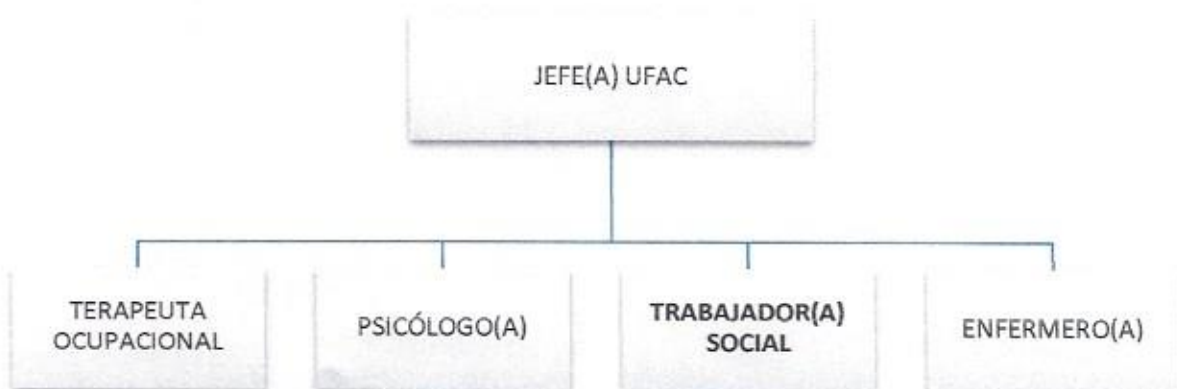 JEFE(A) UFAC
TERAPEUTA
OCUPACIONAL
PSICÓLOGO(A)
TRABAJADOR(A)
SOCIAL
ENFERMERO(A)